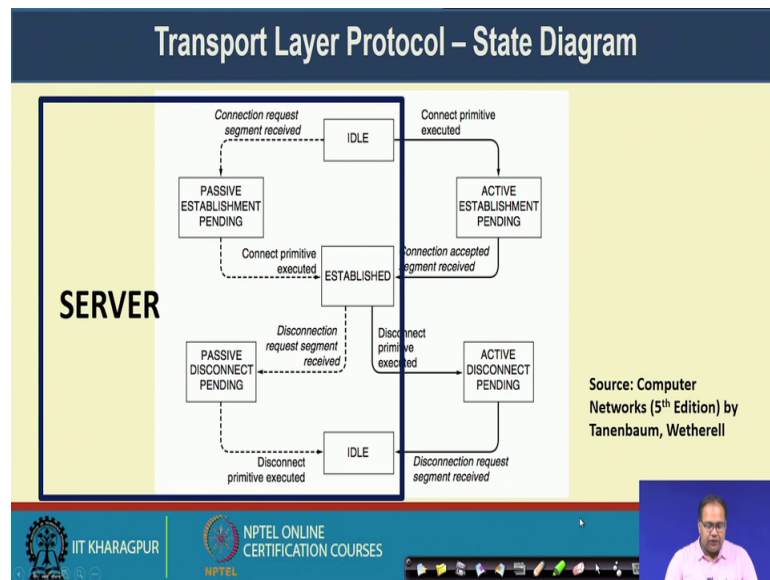 Transport Layer Protocol – State Diagram
Connection request
segment received
IDLE
Connect primitive
executed
PASSIVE
ESTABLISHMENT
PENDING
ACTIVE
ESTABLISHMENT
PENDING
Connect primitive
executed
ESTABLISHED
Connection accepted
segment received
SERVER
Disconnection
request segment
received
Disconnect
primitive
executed
PASSIVE
DISCONNECT
PENDING
ACTIVE
DISCONNECT
PENDING
Source: Computer
Networks (5th Edition) by
Tanenbaum, Wetherell
IDLE
Disconnect
primitive executed
Disconnection request
segment received
IIT KHARAGPUR
NPTEL
NPTEL ONLINE
CERTIFICATION COURSES